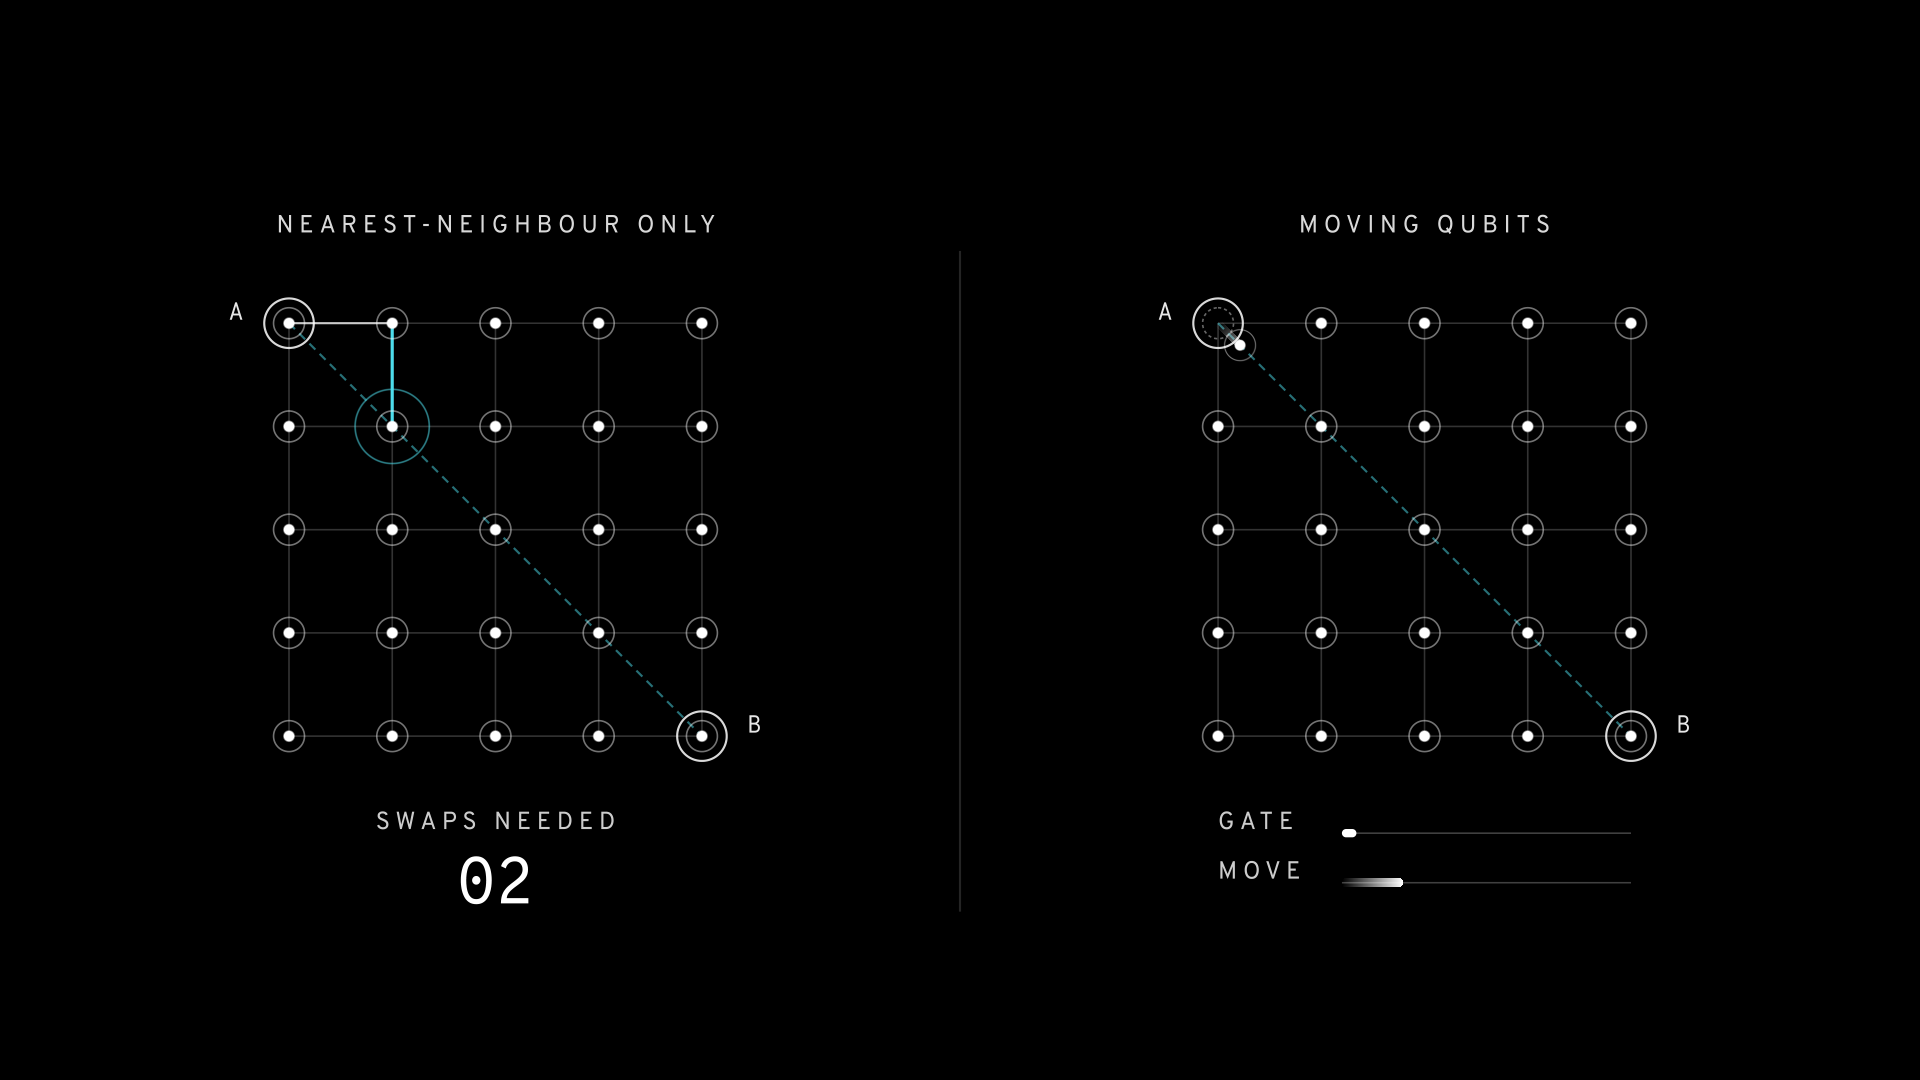 NEAREST-NEIGHBOUR ONLY
A
B
SWAPS NEEDED
02
MOVING QUBITS
A
B
GATE
MOVE